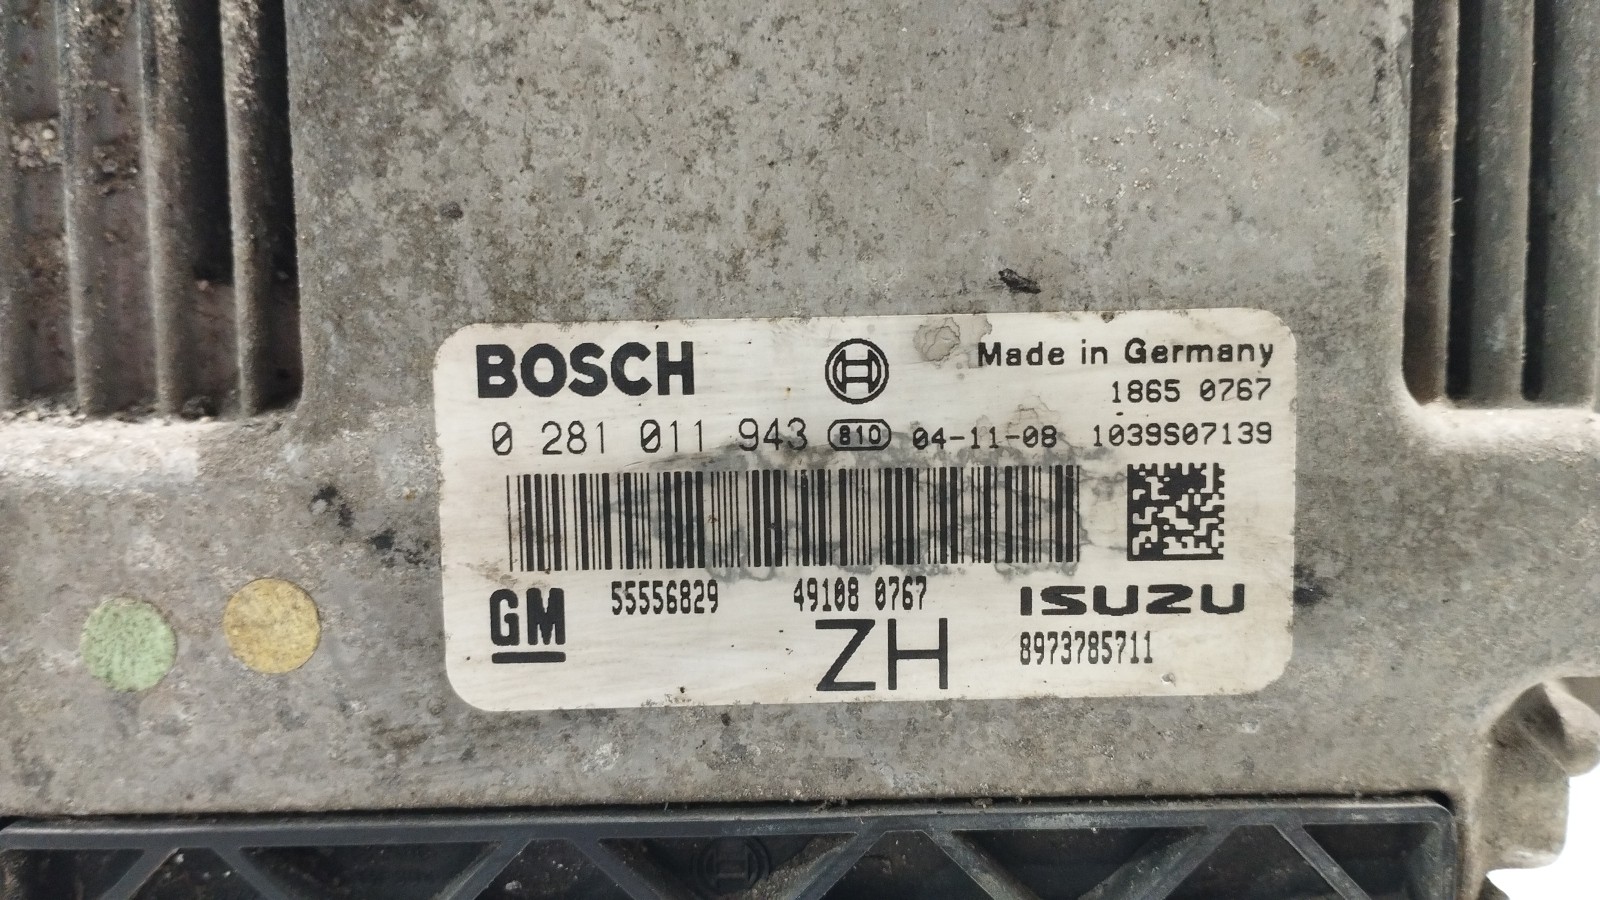 BOSCH
Made in Germany
1865 0767
0 281 011 943 810 04-11-08 1039S07139
GM 55556829 49108 0767 ISUZU
ZH 8973785711